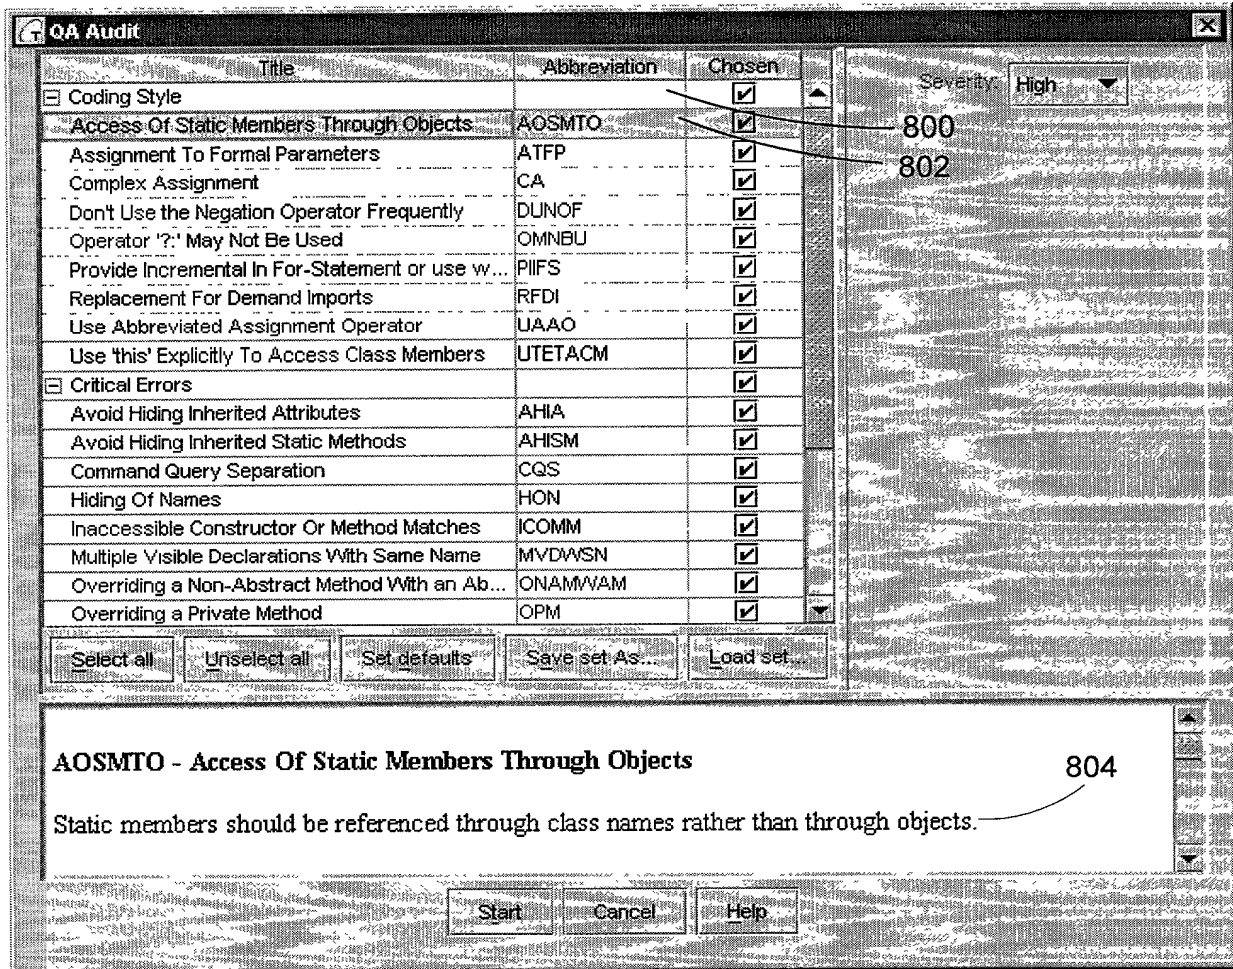 QA Audit
Title Abbreviation Chosen
Severity: High
Coding Style
800
Access Of Static Members Through Objects AOSMTO
802
Assignment To Formal Parameters ATFP
Complex Assignment CA
Don't Use the Negation Operator Frequently DUNOF
Operator '?:' May Not Be Used OMNBU
Provide Incremental In For-Statement or use w... PIIFS
Replacement For Demand Imports RFDI
Use Abbreviated Assignment Operator UAAO
Use 'this' Explicitly To Access Class Members UTETACM
Critical Errors
Avoid Hiding Inherited Attributes AHIA
Avoid Hiding Inherited Static Methods AHISM
Command Query Separation CQS
Hiding Of Names HON
Inaccessible Constructor Or Method Matches ICOMM
Multiple Visible Declarations With Same Name MVDWSN
Overriding a Non-Abstract Method With an Ab... ONAMWAM
Overriding a Private Method OPM
Select all Unselect all Set defaults Save set As... Load set...
AOSMTO - Access Of Static Members Through Objects
804
Static members should be referenced through class names rather than through objects.
Start Cancel Help